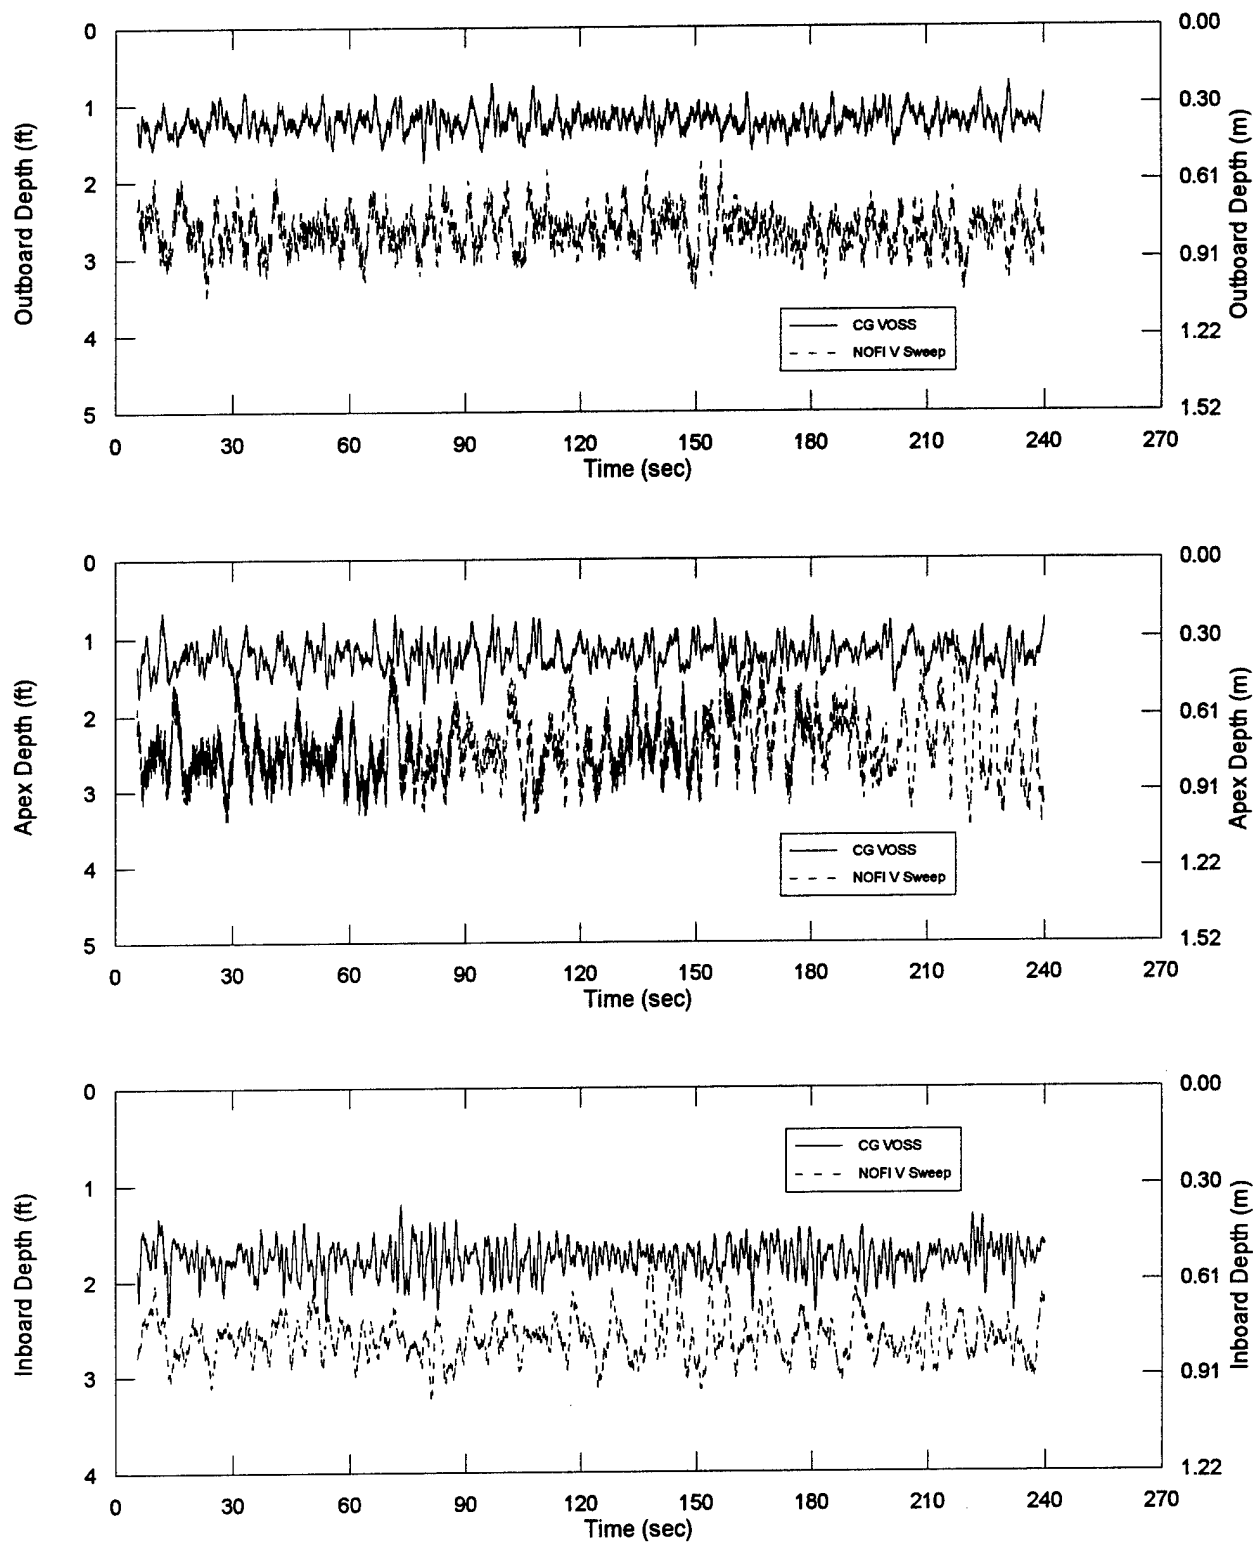 0
0.00
1
0.30
2
0.61
3
0.91
4
1.22
5
1.52
Outboard Depth (ft)
Outboard Depth (m)
CG VOSS
NOFI V Sweep
0 30 60 90 120 150 180 210 240 270
Time (sec)
0
0.00
1
0.30
2
0.61
3
0.91
4
1.22
5
1.52
Apex Depth (ft)
Apex Depth (m)
CG VOSS
NOFI V Sweep
0 30 60 90 120 150 180 210 240 270
Time (sec)
0
0.00
1
0.30
2
0.61
3
0.91
4
1.22
Inboard Depth (ft)
Inboard Depth (m)
CG VOSS
NOFI V Sweep
0 30 60 90 120 150 180 210 240 270
Time (sec)